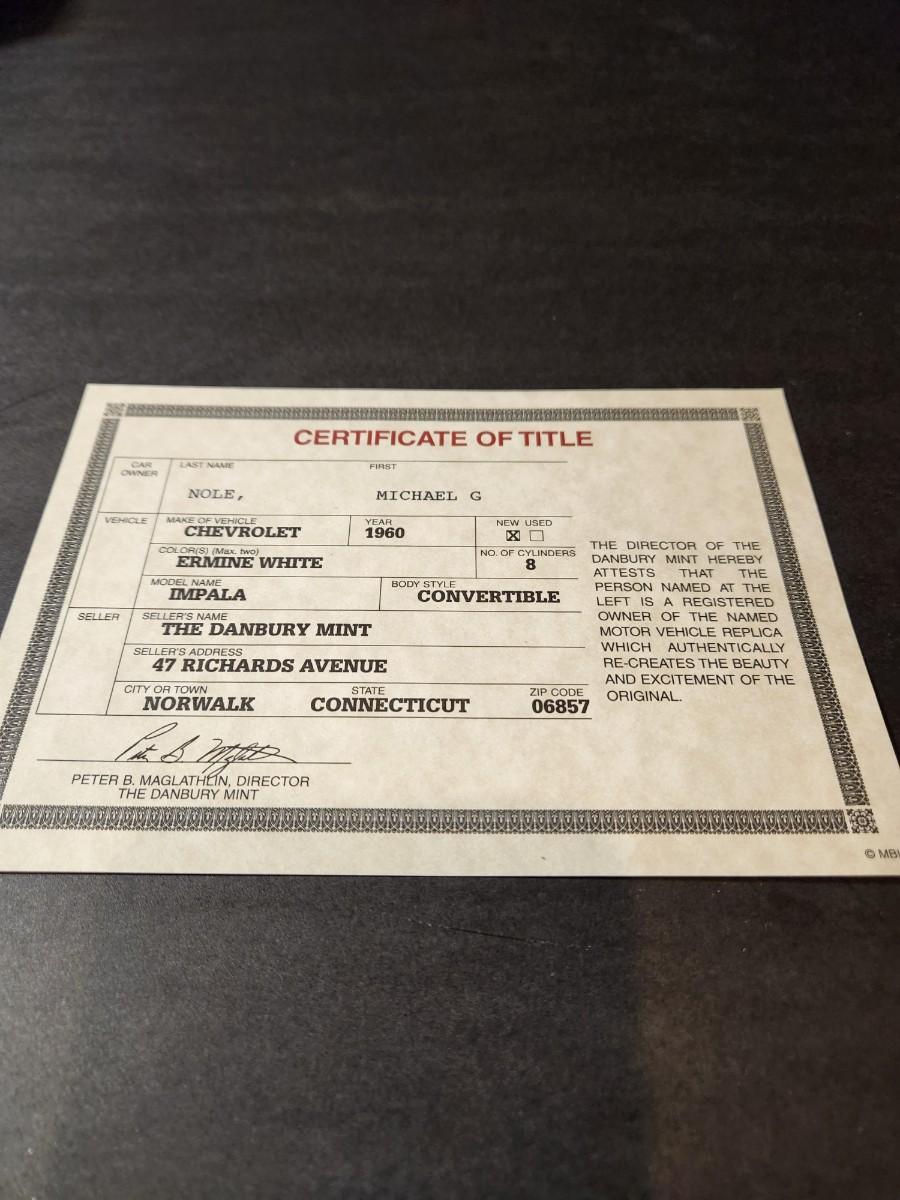 CERTIFICATE OF TITLE
CAR OWNER
LAST NAME FIRST
NOLE, MICHAEL G
VEHICLE
MAKE OF VEHICLE YEAR NEW USED
CHEVROLET 1960 X
COLOR(S) (Max. two) NO. OF CYLINDERS
ERMINE WHITE 8
MODEL NAME BODY STYLE
IMPALA CONVERTIBLE
SELLER
SELLER'S NAME
THE DANBURY MINT
SELLER'S ADDRESS
47 RICHARDS AVENUE
CITY OR TOWN STATE ZIP CODE
NORWALK CONNECTICUT 06857
THE DIRECTOR OF THE
DANBURY MINT HEREBY
ATTESTS THAT THE
PERSON NAMED AT THE
LEFT IS A REGISTERED
OWNER OF THE NAMED
MOTOR VEHICLE REPLICA
WHICH AUTHENTICALLY
RE-CREATES THE BEAUTY
AND EXCITEMENT OF THE
ORIGINAL.
PETER B. MAGLATHLIN, DIRECTOR
THE DANBURY MINT